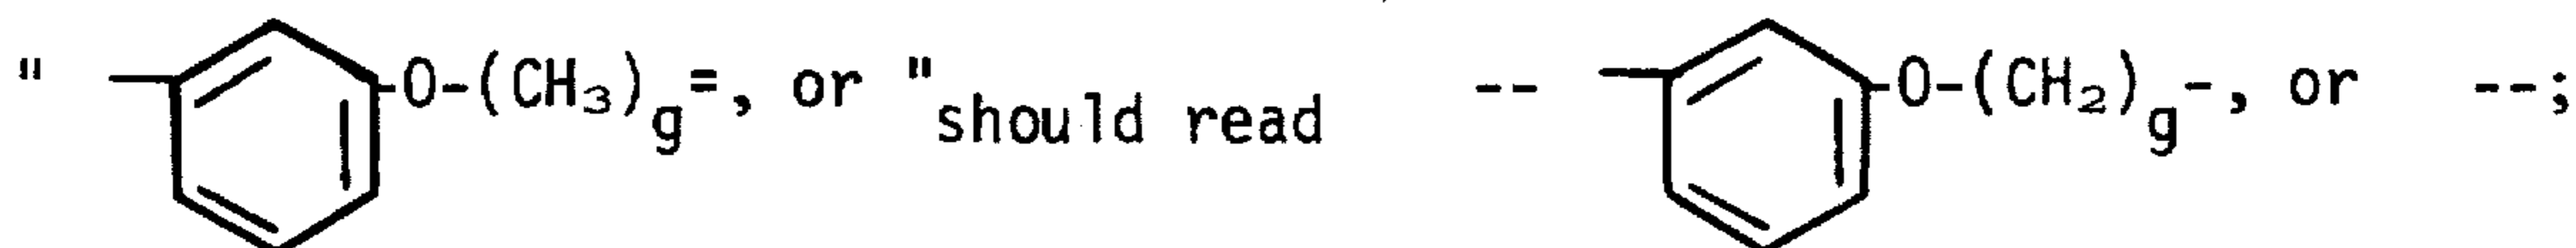 " -O-(CH₃)g=, or " should read -- -O-(CH₂)g-, or --;